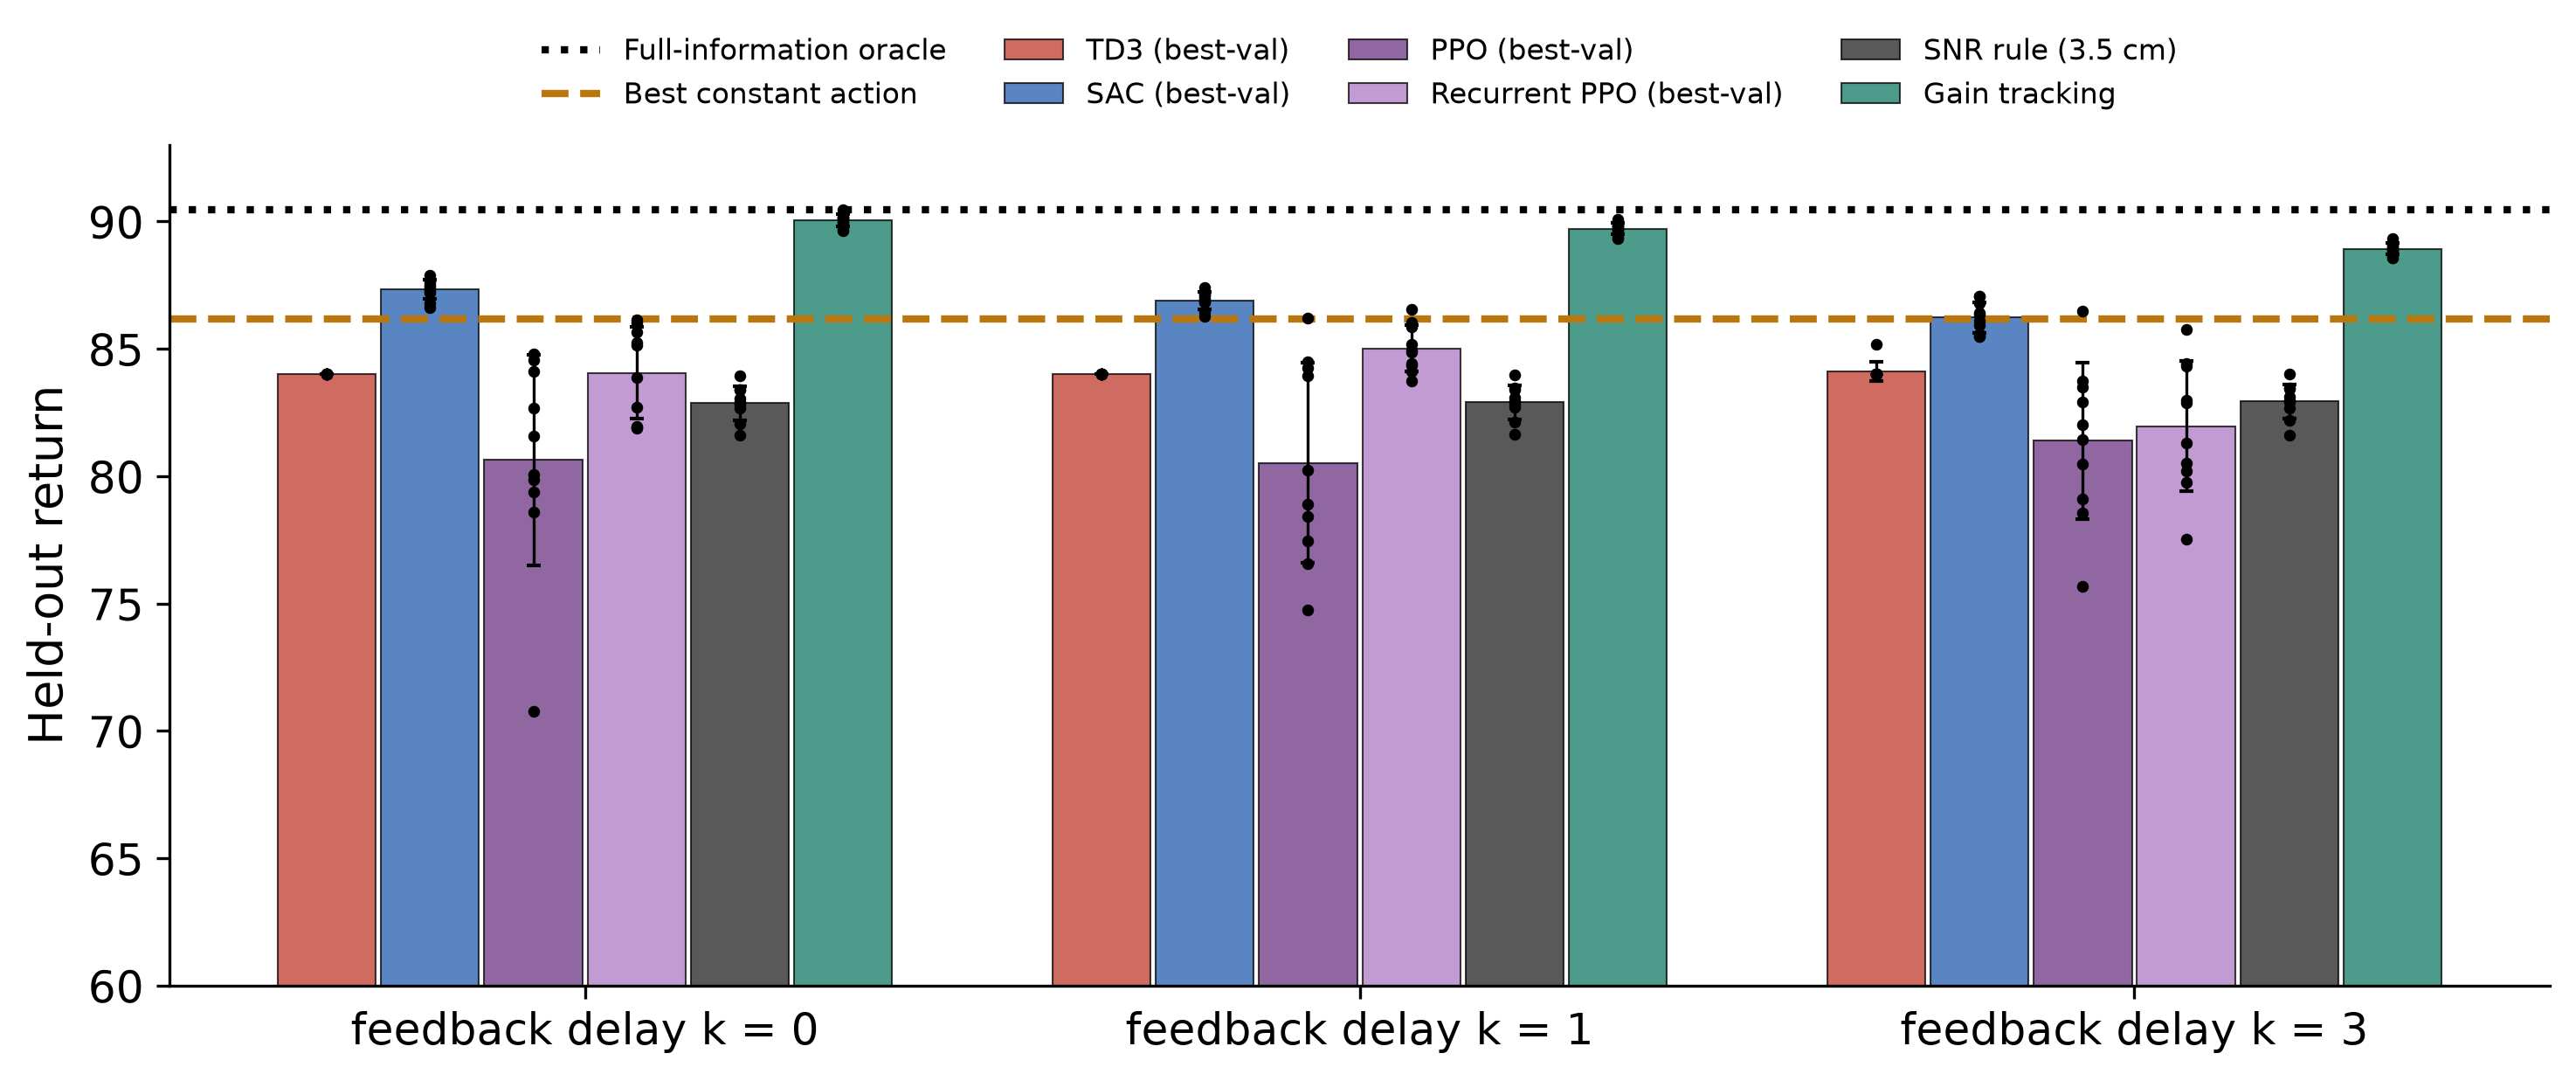 Full-information oracle
Best constant action
TD3 (best-val)
SAC (best-val)
PPO (best-val)
Recurrent PPO (best-val)
SNR rule (3.5 cm)
Gain tracking
Held-out return
90
85
80
75
70
65
60
feedback delay k = 0
feedback delay k = 1
feedback delay k = 3